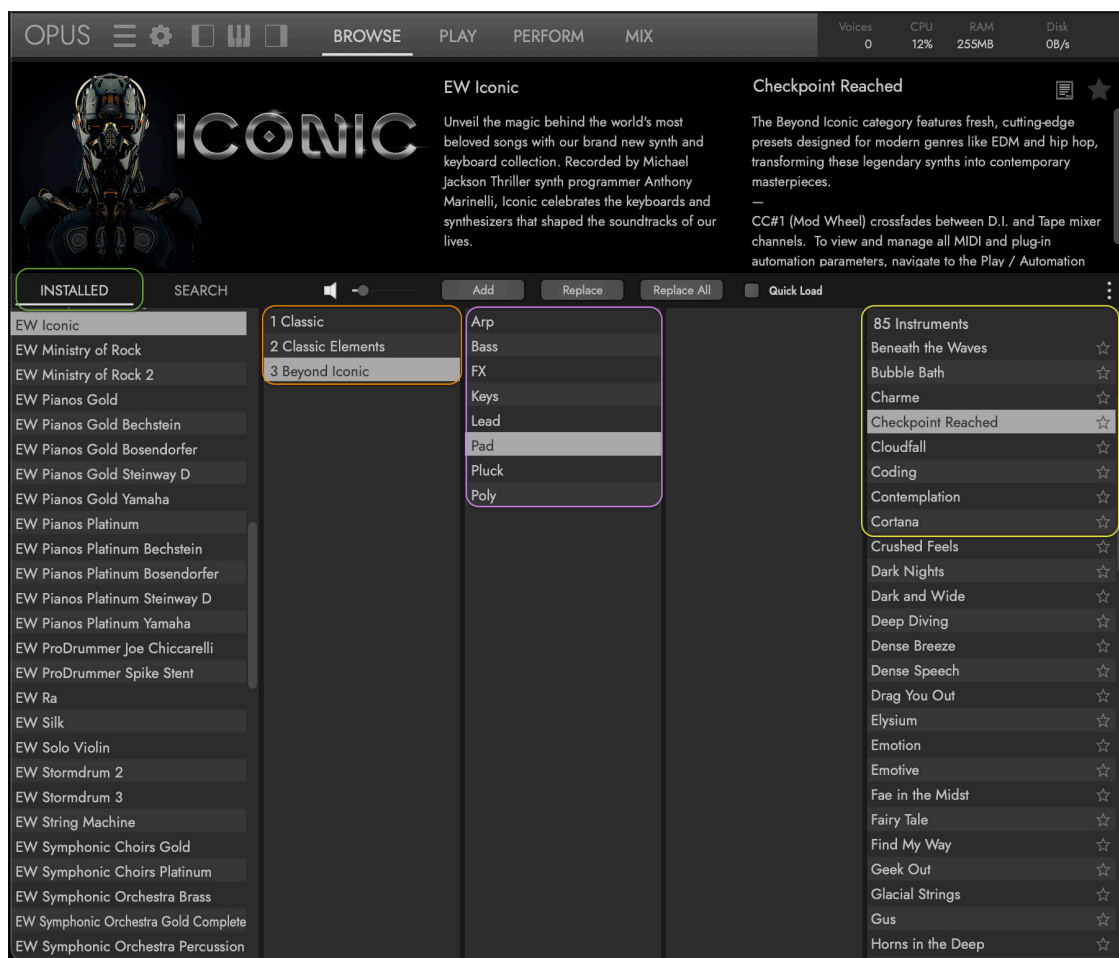 OPUS
BROWSE
PLAY
PERFORM
MIX
Voices
0
CPU
12%
RAM
255MB
Disk
0B/s
ICONIC
EW Iconic
Unveil the magic behind the world's most
beloved songs with our brand new synth and
keyboard collection. Recorded by Michael
Jackson Thriller synth programmer Anthony
Marinelli, Iconic celebrates the keyboards and
synthesizers that shaped the soundtracks of our
lives.
Checkpoint Reached
The Beyond Iconic category features fresh, cutting-edge
presets designed for modern genres like EDM and hip hop,
transforming these legendary synths into contemporary
masterpieces.
—
CC#1 (Mod Wheel) crossfades between D.I. and Tape mixer
channels. To view and manage all MIDI and plug-in
automation parameters, navigate to the Play / Automation
INSTALLED
SEARCH
Add
Replace
Replace All
Quick Load
EW Iconic
EW Ministry of Rock
EW Ministry of Rock 2
EW Pianos Gold
EW Pianos Gold Bechstein
EW Pianos Gold Bosendorfer
EW Pianos Gold Steinway D
EW Pianos Gold Yamaha
EW Pianos Platinum
EW Pianos Platinum Bechstein
EW Pianos Platinum Bosendorfer
EW Pianos Platinum Steinway D
EW Pianos Platinum Yamaha
EW ProDrummer Joe Chiccarelli
EW ProDrummer Spike Stent
EW Ra
EW Silk
EW Solo Violin
EW Stormdrum 2
EW Stormdrum 3
EW String Machine
EW Symphonic Choirs Gold
EW Symphonic Choirs Platinum
EW Symphonic Orchestra Brass
EW Symphonic Orchestra Gold Complete
EW Symphonic Orchestra Percussion
1 Classic
2 Classic Elements
3 Beyond Iconic
Arp
Bass
FX
Keys
Lead
Pad
Pluck
Poly
85 Instruments
Beneath the Waves
Bubble Bath
Charme
Checkpoint Reached
Cloudfall
Coding
Contemplation
Cortana
Crushed Feels
Dark Nights
Dark and Wide
Deep Diving
Dense Breeze
Dense Speech
Drag You Out
Elysium
Emotion
Emotive
Fae in the Midst
Fairy Tale
Find My Way
Geek Out
Glacial Strings
Gus
Horns in the Deep